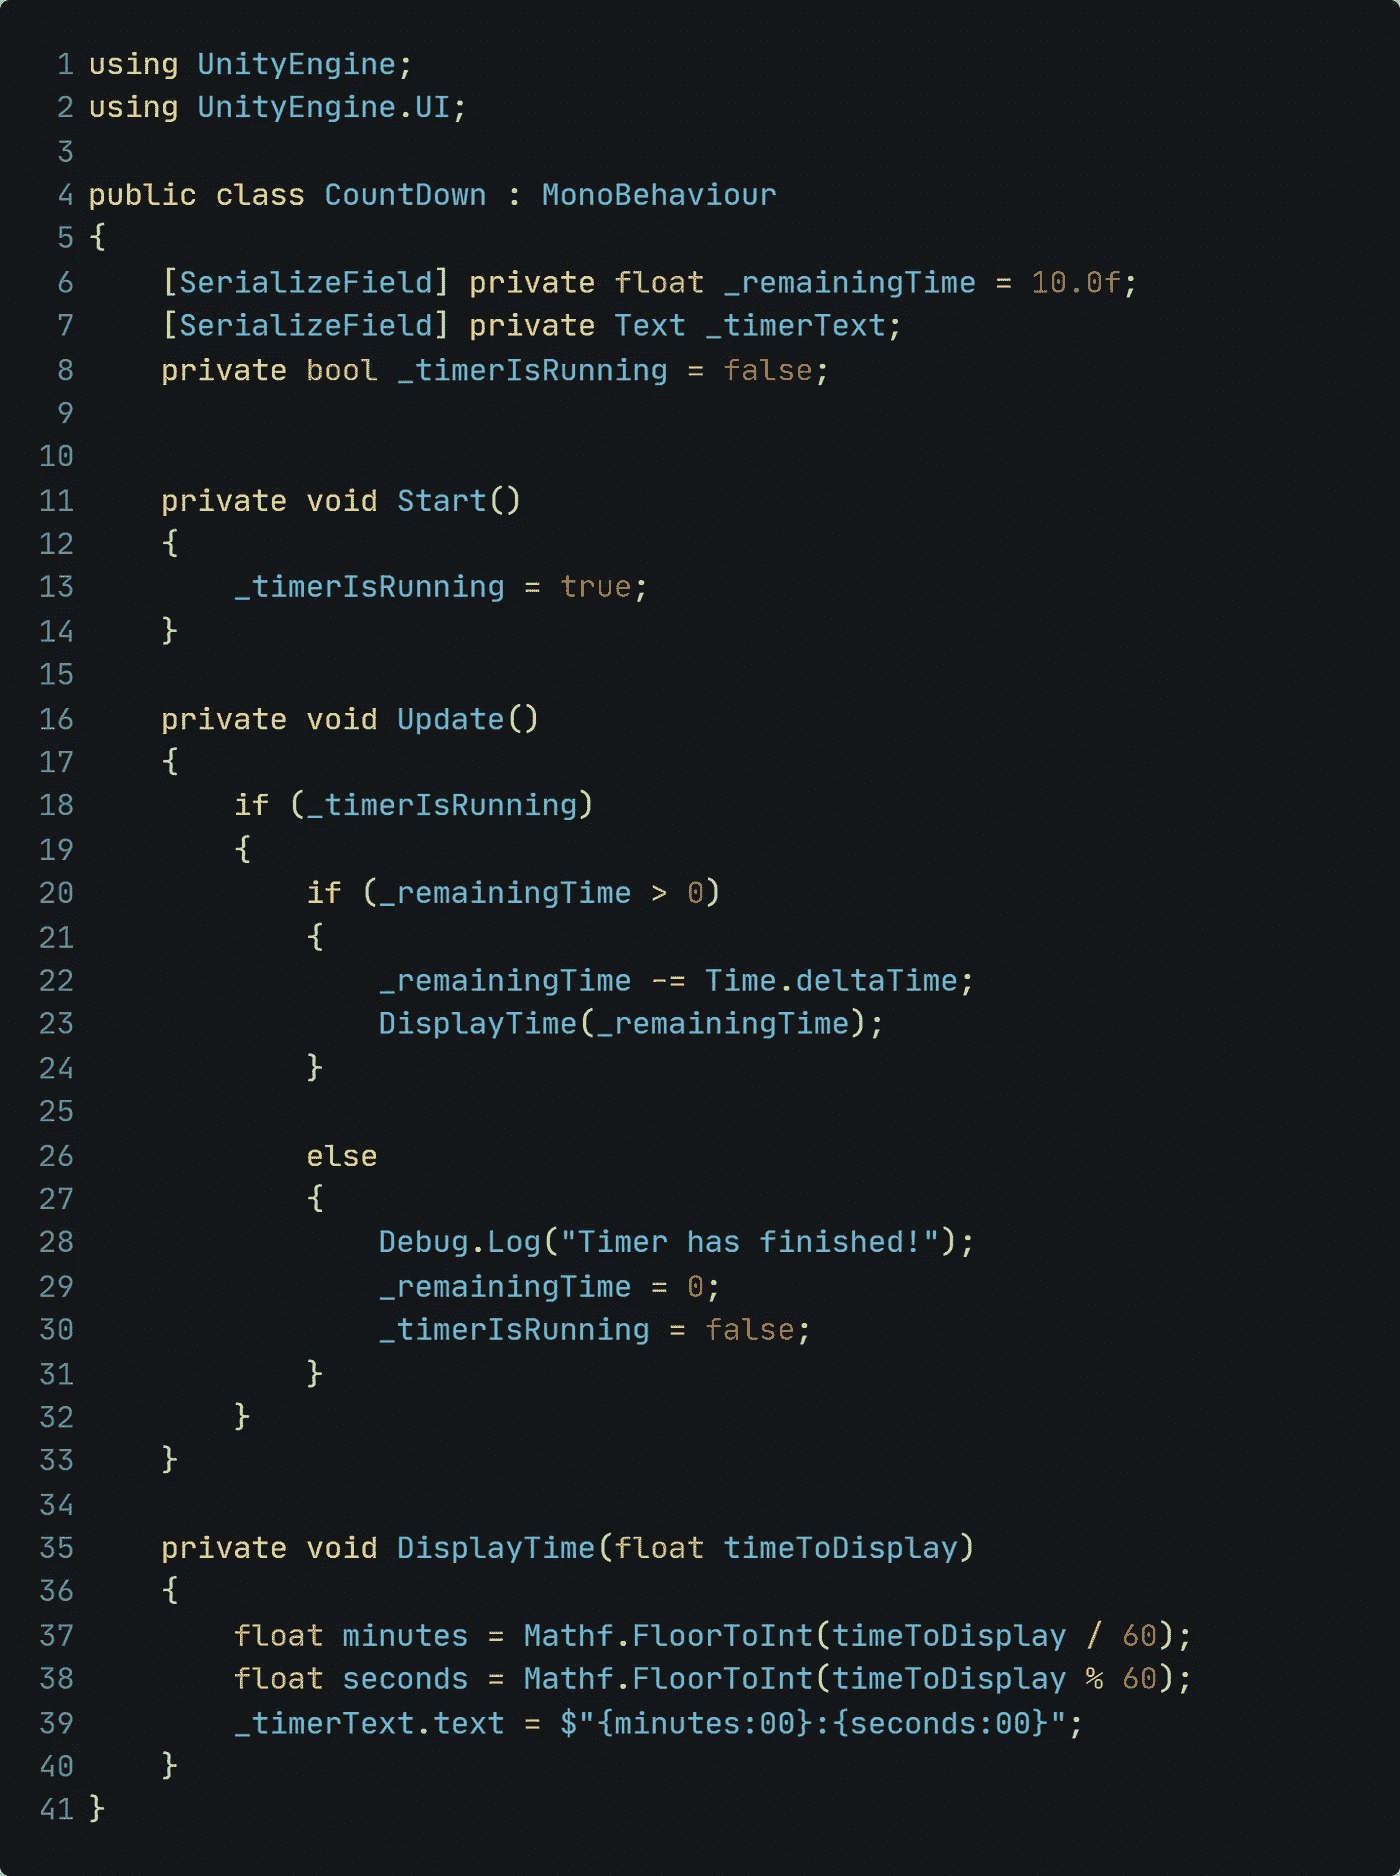 1 using UnityEngine;
2 using UnityEngine.UI;
3
4 public class CountDown : MonoBehaviour
5 {
6     [SerializeField] private float _remainingTime = 10.0f;
7     [SerializeField] private Text _timerText;
8     private bool _timerIsRunning = false;
9
10
11     private void Start()
12     {
13         _timerIsRunning = true;
14     }
15
16     private void Update()
17     {
18         if (_timerIsRunning)
19         {
20             if (_remainingTime > 0)
21             {
22                 _remainingTime -= Time.deltaTime;
23                 DisplayTime(_remainingTime);
24             }
25
26             else
27             {
28                 Debug.Log("Timer has finished!");
29                 _remainingTime = 0;
30                 _timerIsRunning = false;
31             }
32         }
33     }
34
35     private void DisplayTime(float timeToDisplay)
36     {
37         float minutes = Mathf.FloorToInt(timeToDisplay / 60);
38         float seconds = Mathf.FloorToInt(timeToDisplay % 60);
39         _timerText.text = $"{minutes:00}:{seconds:00}";
40     }
41 }